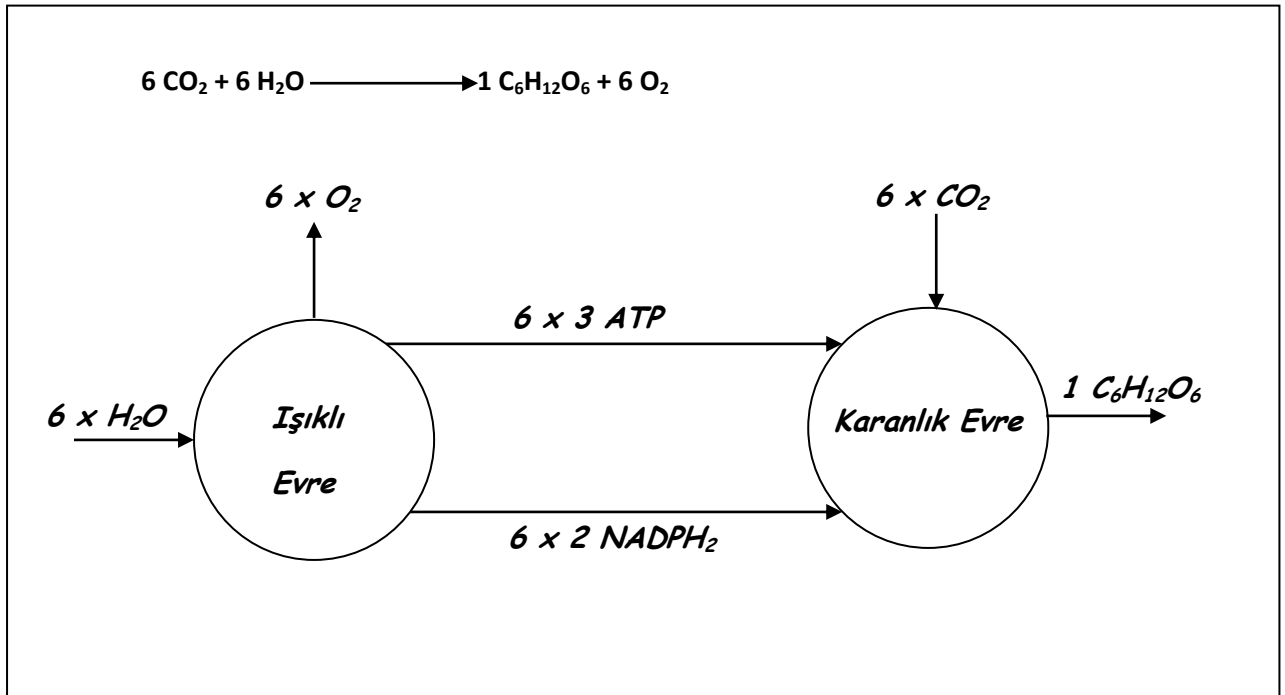 6 CO₂ + 6 H₂O → 1 C₆H₁₂O₆ + 6 O₂
6 x O₂
6 x CO₂
6 x 3 ATP
1 C₆H₁₂O₆
6 x H₂O
Işıklı
Evre
Karanlık Evre
6 x 2 NADPH₂